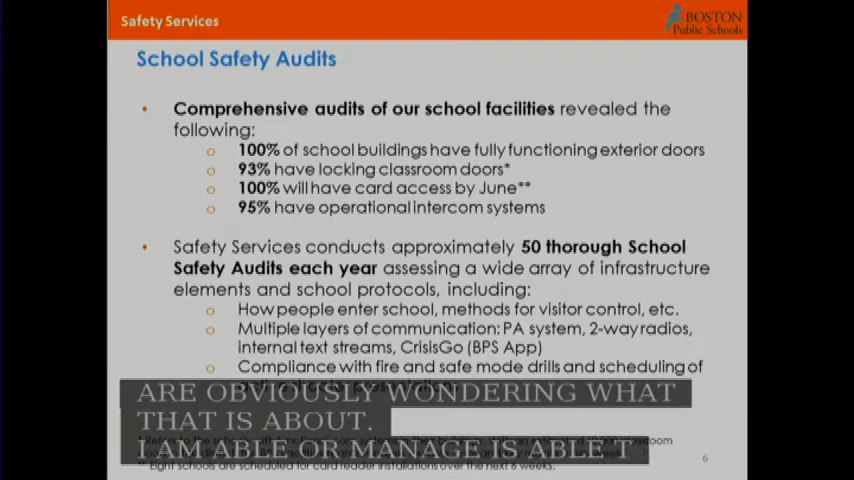 Safety Services
BOSTON
Public Schools
School Safety Audits
• Comprehensive audits of our school facilities revealed the
following:
o 100% of school buildings have fully functioning exterior doors
o 93% have locking classroom doors*
o 100% will have card access by June**
o 95% have operational intercom systems
• Safety Services conducts approximately 50 thorough School
Safety Audits each year assessing a wide array of infrastructure
elements and school protocols, including:
o How people enter school, methods for visitor control, etc.
o Multiple layers of communication: PA system, 2-way radios,
internal text streams, CrisisGo (BPS App)
o Compliance with fire and safe mode drills and scheduling of
ARE OBVIOUSLY WONDERING WHAT
THAT IS ABOUT.
I AMABLE OR MANAGE IS ABLE T
** Eight schools are scheduled for card reader installations over the next 6 weeks.
6